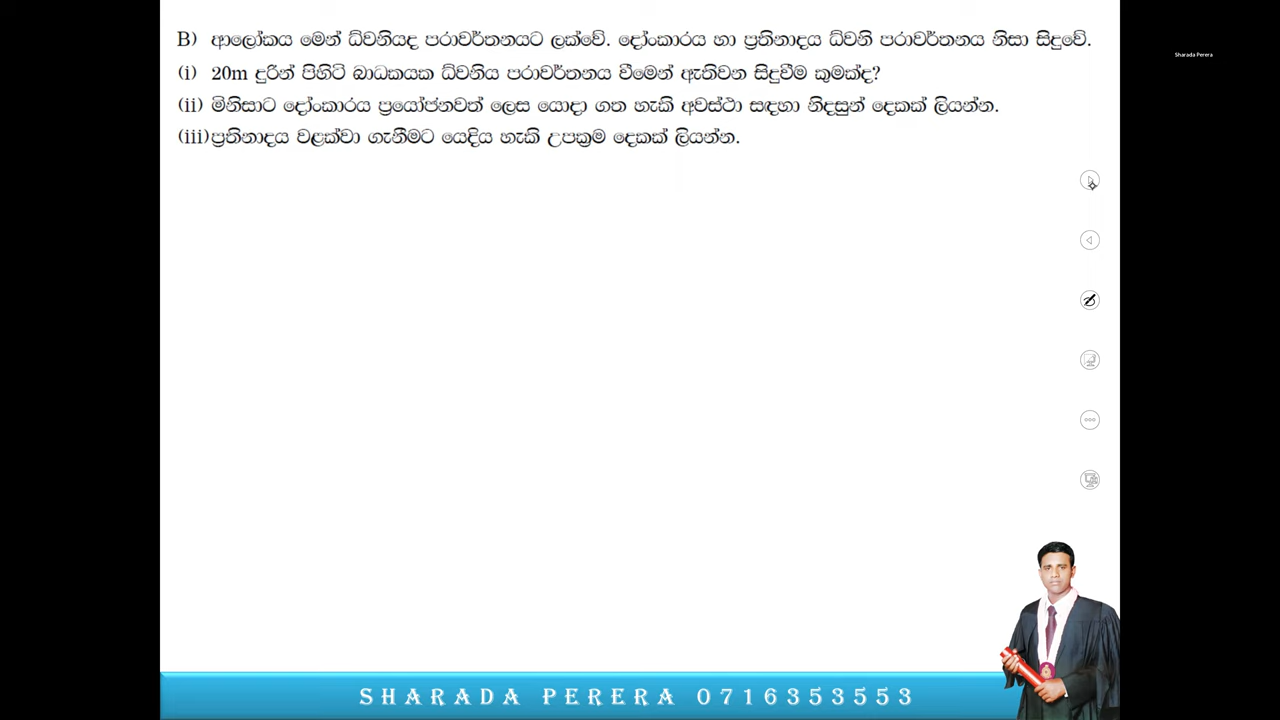 B) ආලෝකය මෙන් ධ්වනියද පරාවර්තනයට ලක්වේ. දෝංකාරය හා ප්‍රතිනාදය ධ්වනි පරාවර්තනය නිසා සිදුවේ.
(i) 20m දුරින් පිහිටි බාධකයක ධ්වනිය පරාවර්තනය වීමෙන් ඇතිවන සිදුවීම කුමක්ද?
(ii) මිනිසාට දෝංකාරය ප්‍රයෝජනවත් ලෙස යොදා ගත හැකි අවස්ථා සඳහා නිදසුන් දෙකක් ලියන්න.
(iii) ප්‍රතිනාදය වළක්වා ගැනීමට යෙදිය හැකි උපක්‍රම දෙකක් ලියන්න.
Sharada Perera
SHARADA PERERA 0716353553